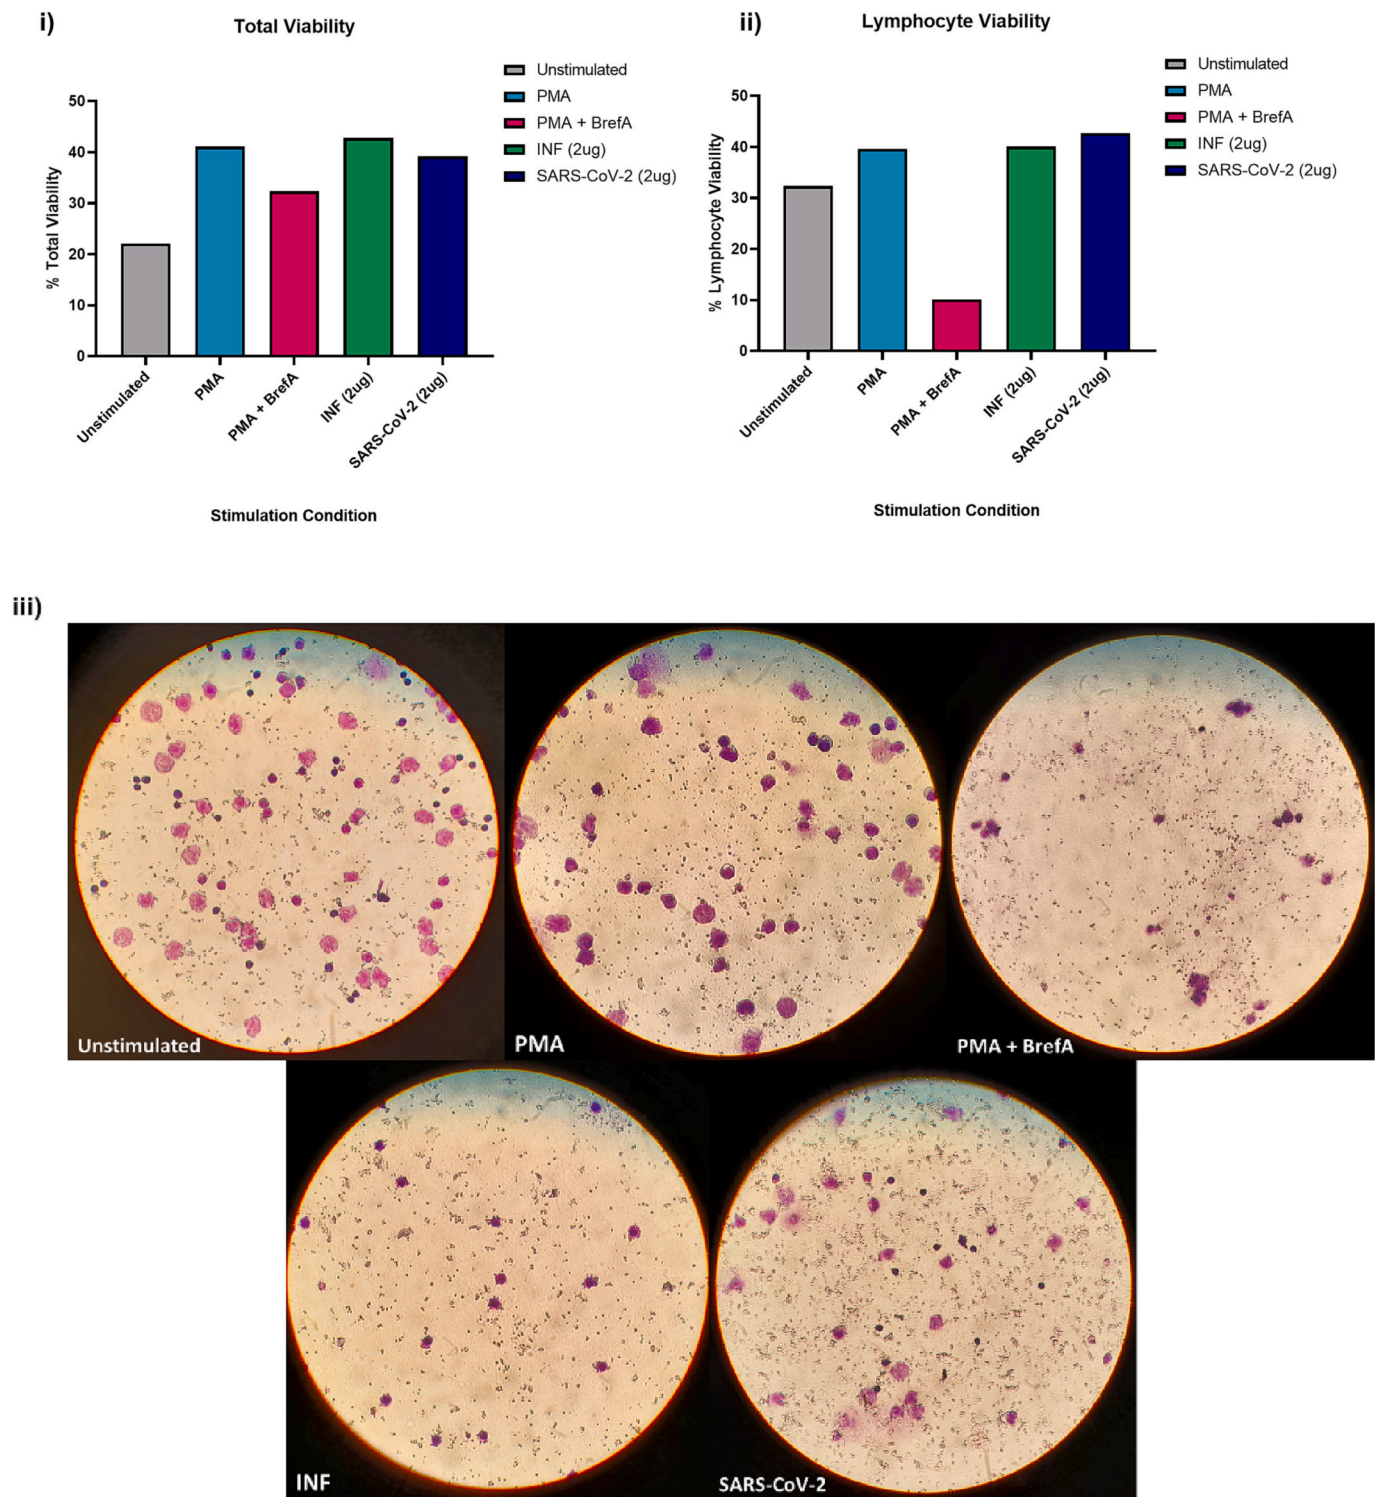 i)
Total Viability
Unstimulated
PMA
PMA + BrefA
INF (2ug)
SARS-CoV-2 (2ug)
% Total Viability
50
40
30
20
10
0
Unstimulated
PMA
PMA + BrefA
INF (2ug)
SARS-CoV-2 (2ug)
Stimulation Condition
ii)
Lymphocyte Viability
Unstimulated
PMA
PMA + BrefA
INF (2ug)
SARS-CoV-2 (2ug)
% Lymphocyte Viability
50
40
30
20
10
0
Unstimulated
PMA
PMA + BrefA
INF (2ug)
SARS-CoV-2 (2ug)
Stimulation Condition
iii)
Unstimulated
PMA
PMA + BrefA
INF
SARS-CoV-2